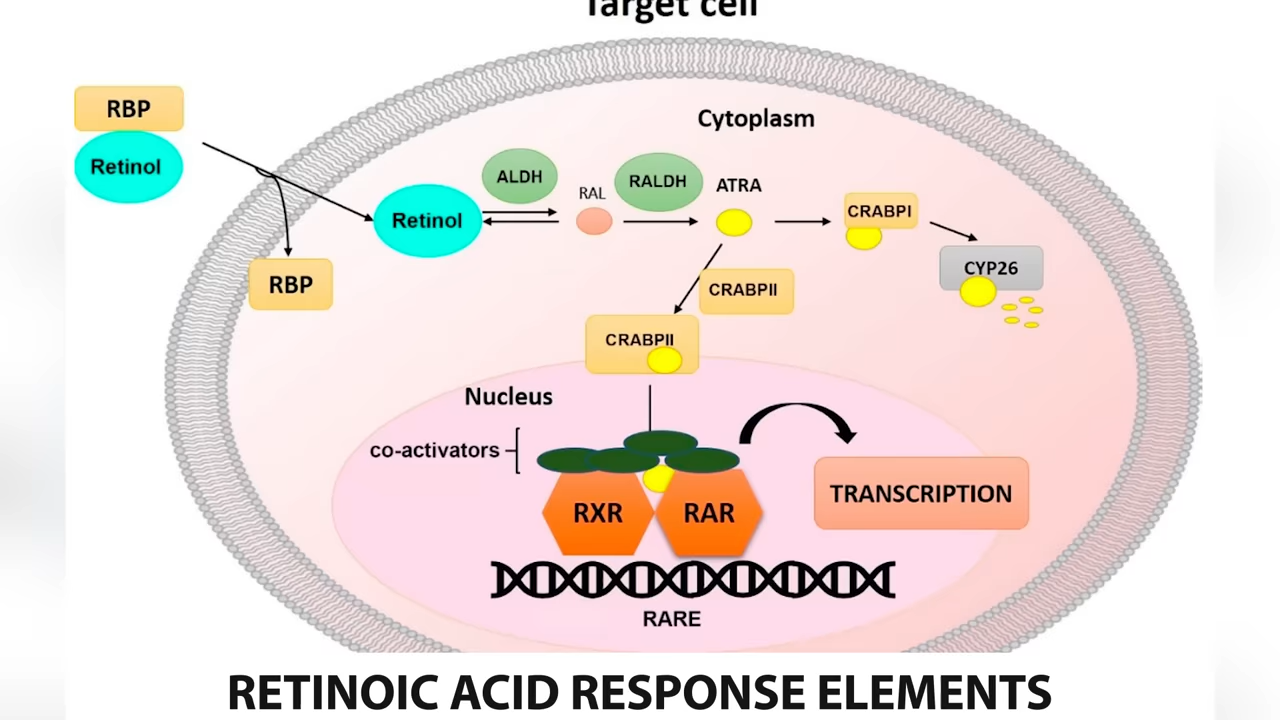 Target cell
RBP
Retinol
Cytoplasm
ALDH
RAL
RALDH
ATRA
Retinol
CRABPI
RBP
CYP26
CRABPII
CRABPII
Nucleus
co-activators
RXR
RAR
TRANSCRIPTION
RARE
RETINOIC ACID RESPONSE ELEMENTS